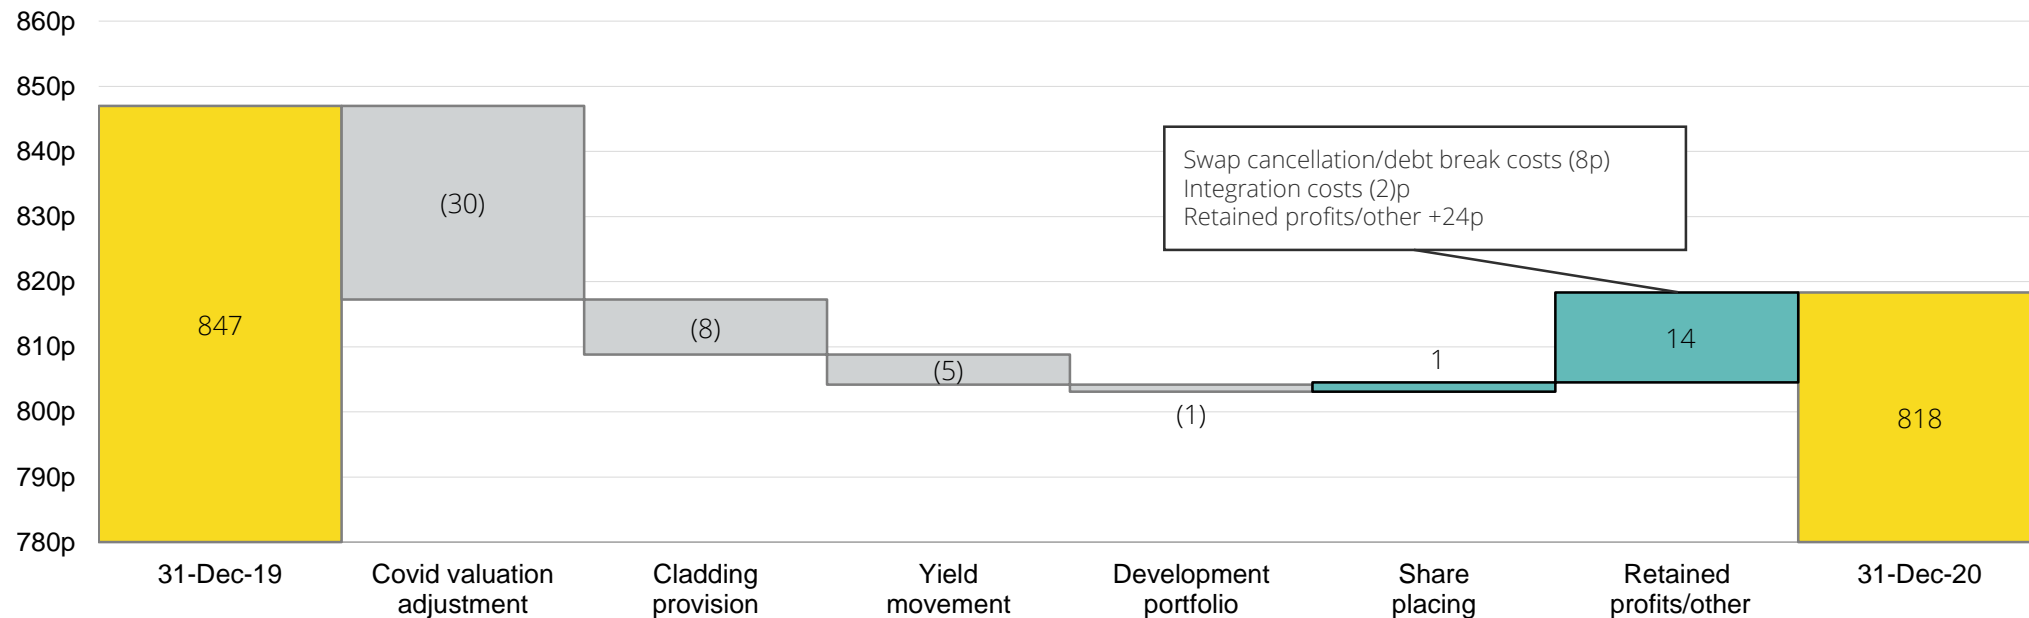 860p
850p
840p
830p
820p
810p
800p
790p
780p
847
(30)
(8)
(5)
(1)
1
14
818
Swap cancellation/debt break costs (8p)
Integration costs (2)p
Retained profits/other +24p
31-Dec-19
Covid valuation
adjustment
Cladding
provision
Yield
movement
Development
portfolio
Share
placing
Retained
profits/other
31-Dec-20